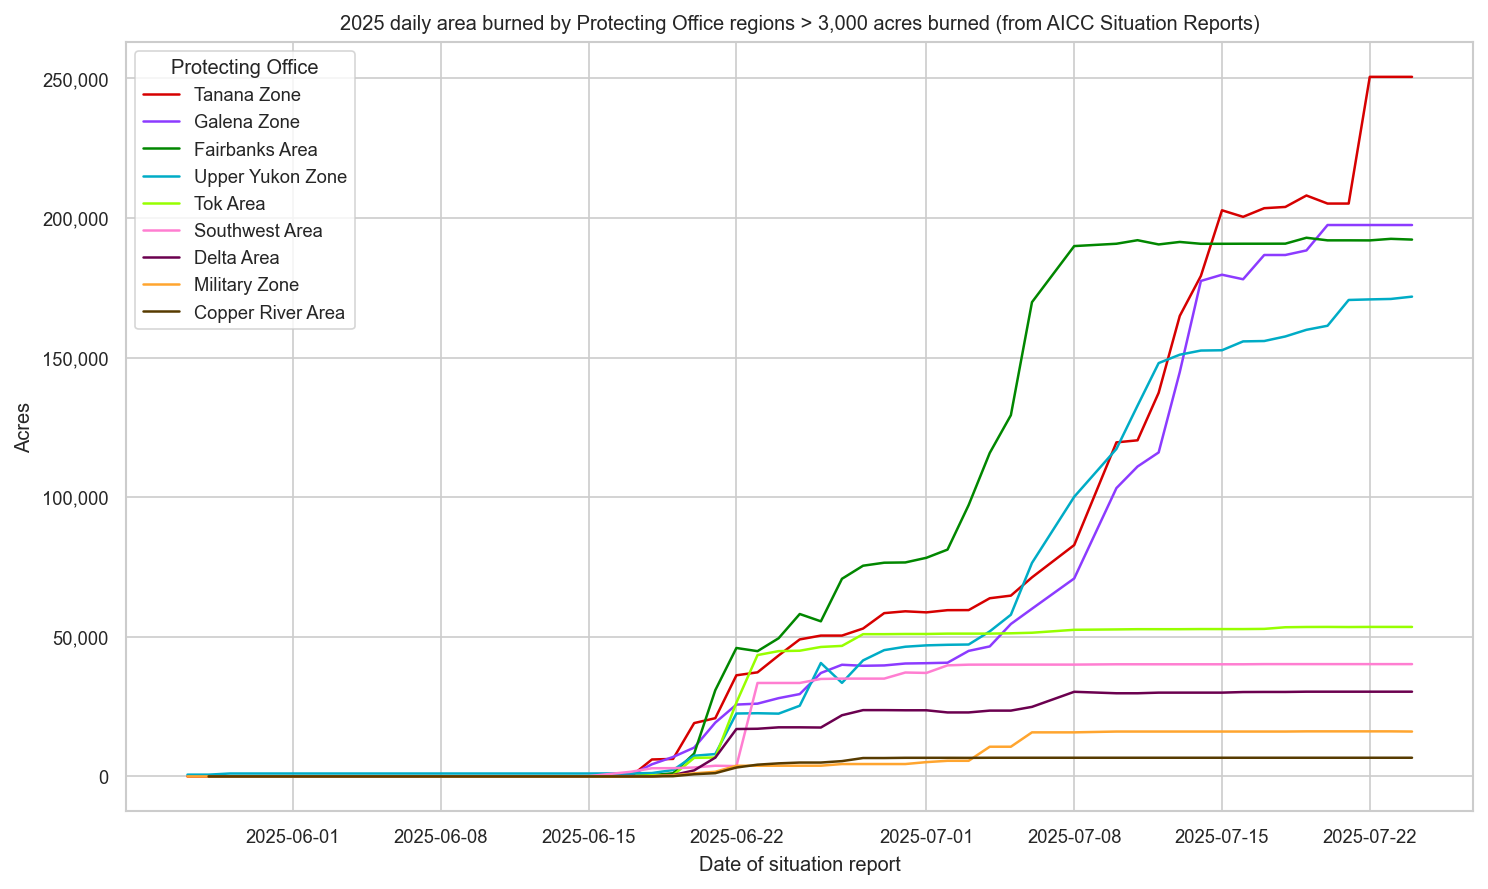 2025 daily area burned by Protecting Office regions > 3,000 acres burned (from AICC Situation Reports)
Protecting Office
Tanana Zone
Galena Zone
Fairbanks Area
Upper Yukon Zone
Tok Area
Southwest Area
Delta Area
Military Zone
Copper River Area
250,000
200,000
150,000
100,000
50,000
0
Acres
2025-06-01 2025-06-08 2025-06-15 2025-06-22 2025-07-01 2025-07-08 2025-07-15 2025-07-22
Date of situation report